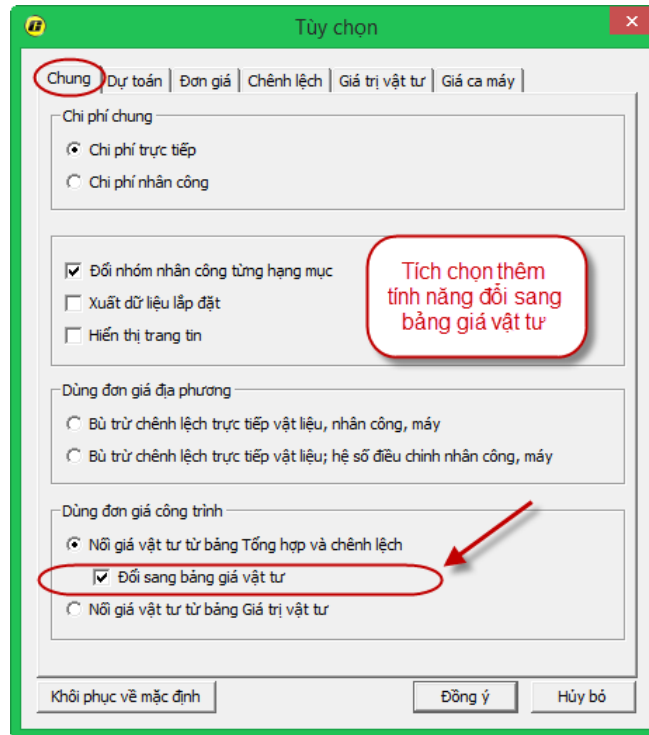 Tùy chọn
Chung Dự toán Đơn giá Chênh lệch Giá trị vật tư Giá ca máy
Chi phí chung
Chi phí trực tiếp
Chi phí nhân công
Đổi nhóm nhân công từng hạng mục
Xuất dữ liệu lắp đặt
Hiển thị trang tin
Tích chọn thêm
tính năng đổi sang
bảng giá vật tư
Dùng đơn giá địa phương
Bù trừ chênh lệch trực tiếp vật liệu, nhân công, máy
Bù trừ chênh lệch trực tiếp vật liệu; hệ số điều chỉnh nhân công, máy
Dùng đơn giá công trình
Nối giá vật tư từ bảng Tổng hợp và chênh lệch
Đổi sang bảng giá vật tư
Nối giá vật tư từ bảng Giá trị vật tư
Khôi phục về mặc định Đồng ý Hủy bỏ